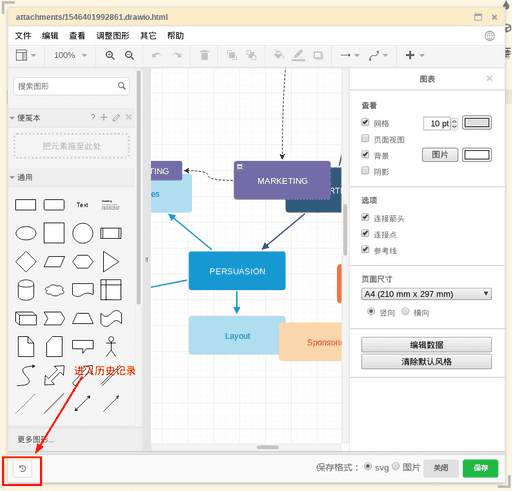 attachments/1546401992861.drawio.html
文件 编辑 查看 调整图形 其它 帮助
100%
搜索图形
便笺本
把元素拖至此处
通用
Text
更多图形...
进入历史记录
TING
es
MARKETING
RTI
PERSUASION
Layout
Sponsori
图表
查看
网格 10 pt
页面视图
背景 图片
阴影
选项
连接箭头
连接点
参考线
页面尺寸
A4 (210 mm x 297 mm)
竖向 横向
编辑数据
清除默认风格
保存格式： svg 图片 关闭 保存